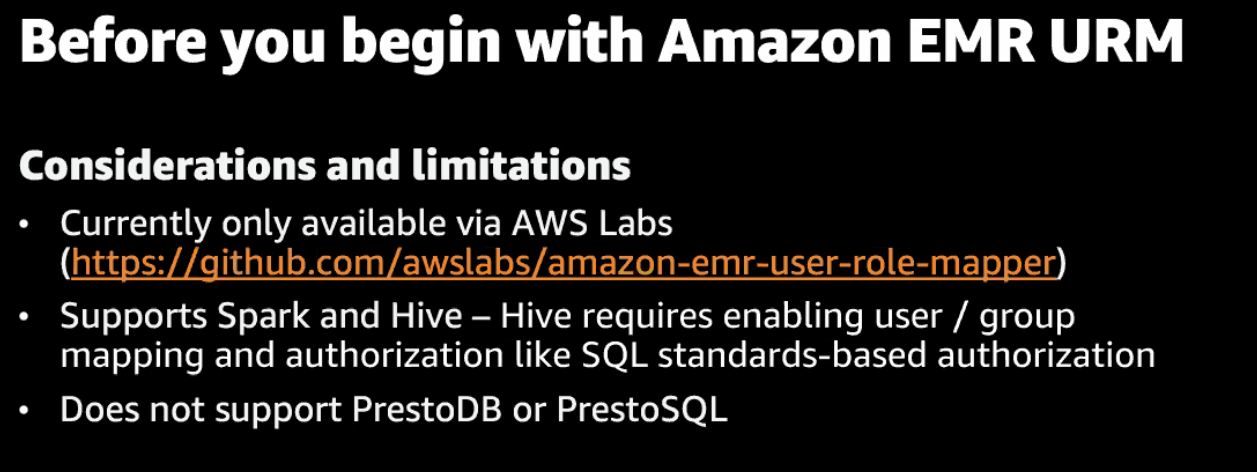 Before you begin with Amazon EMR URM
Considerations and limitations
• Currently only available via AWS Labs
(https://github.com/awslabs/amazon-emr-user-role-mapper)
• Supports Spark and Hive – Hive requires enabling user / group
mapping and authorization like SQL standards-based authorization
• Does not support PrestoDB or PrestoSQL